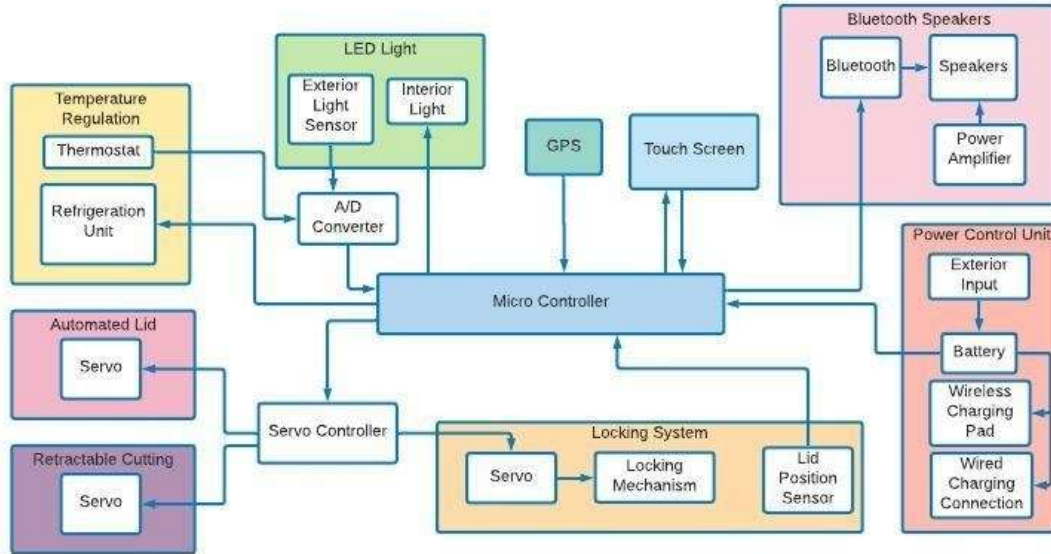 LED Light
Exterior
Light
Sensor
Interior
Light
Bluetooth Speakers
Bluetooth
Speakers
Power
Amplifier
Temperature
Regulation
Thermostat
Refrigeration
Unit
A/D
Converter
GPS
Touch Screen
Micro Controller
Power Control Unit
Exterior
Input
Battery
Wireless
Charging
Pad
Wired
Charging
Connection
Automated Lid
Servo
Servo Controller
Retractable Cutting
Servo
Locking System
Servo
Locking
Mechanism
Lid
Position
Sensor